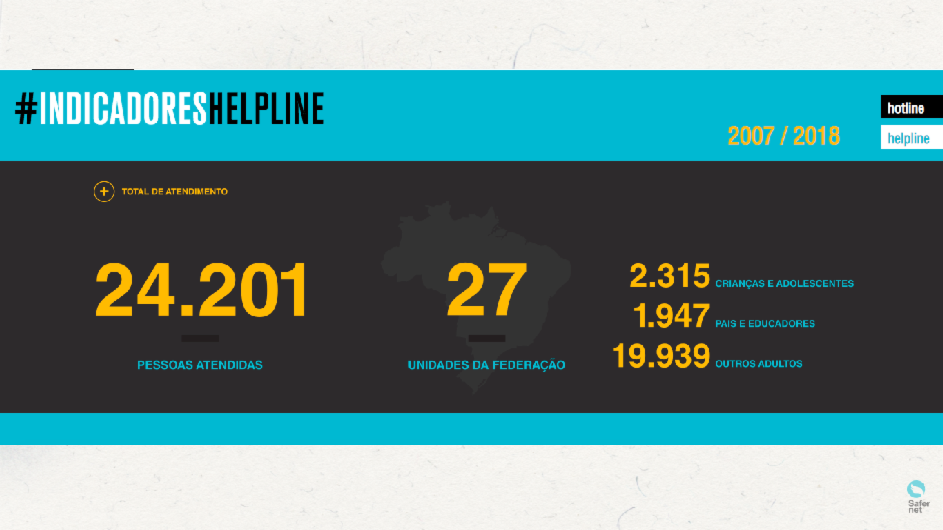 #INDICADORESHELPLINE
hotline
2007 / 2018
helpline
TOTAL DE ATENDIMENTO
24.201
PESSOAS ATENDIDAS
27
UNIDADES DA FEDERAÇÃO
2.315 CRIANÇAS E ADOLESCENTES
1.947 PAIS E EDUCADORES
19.939 OUTROS ADULTOS
Safer
net